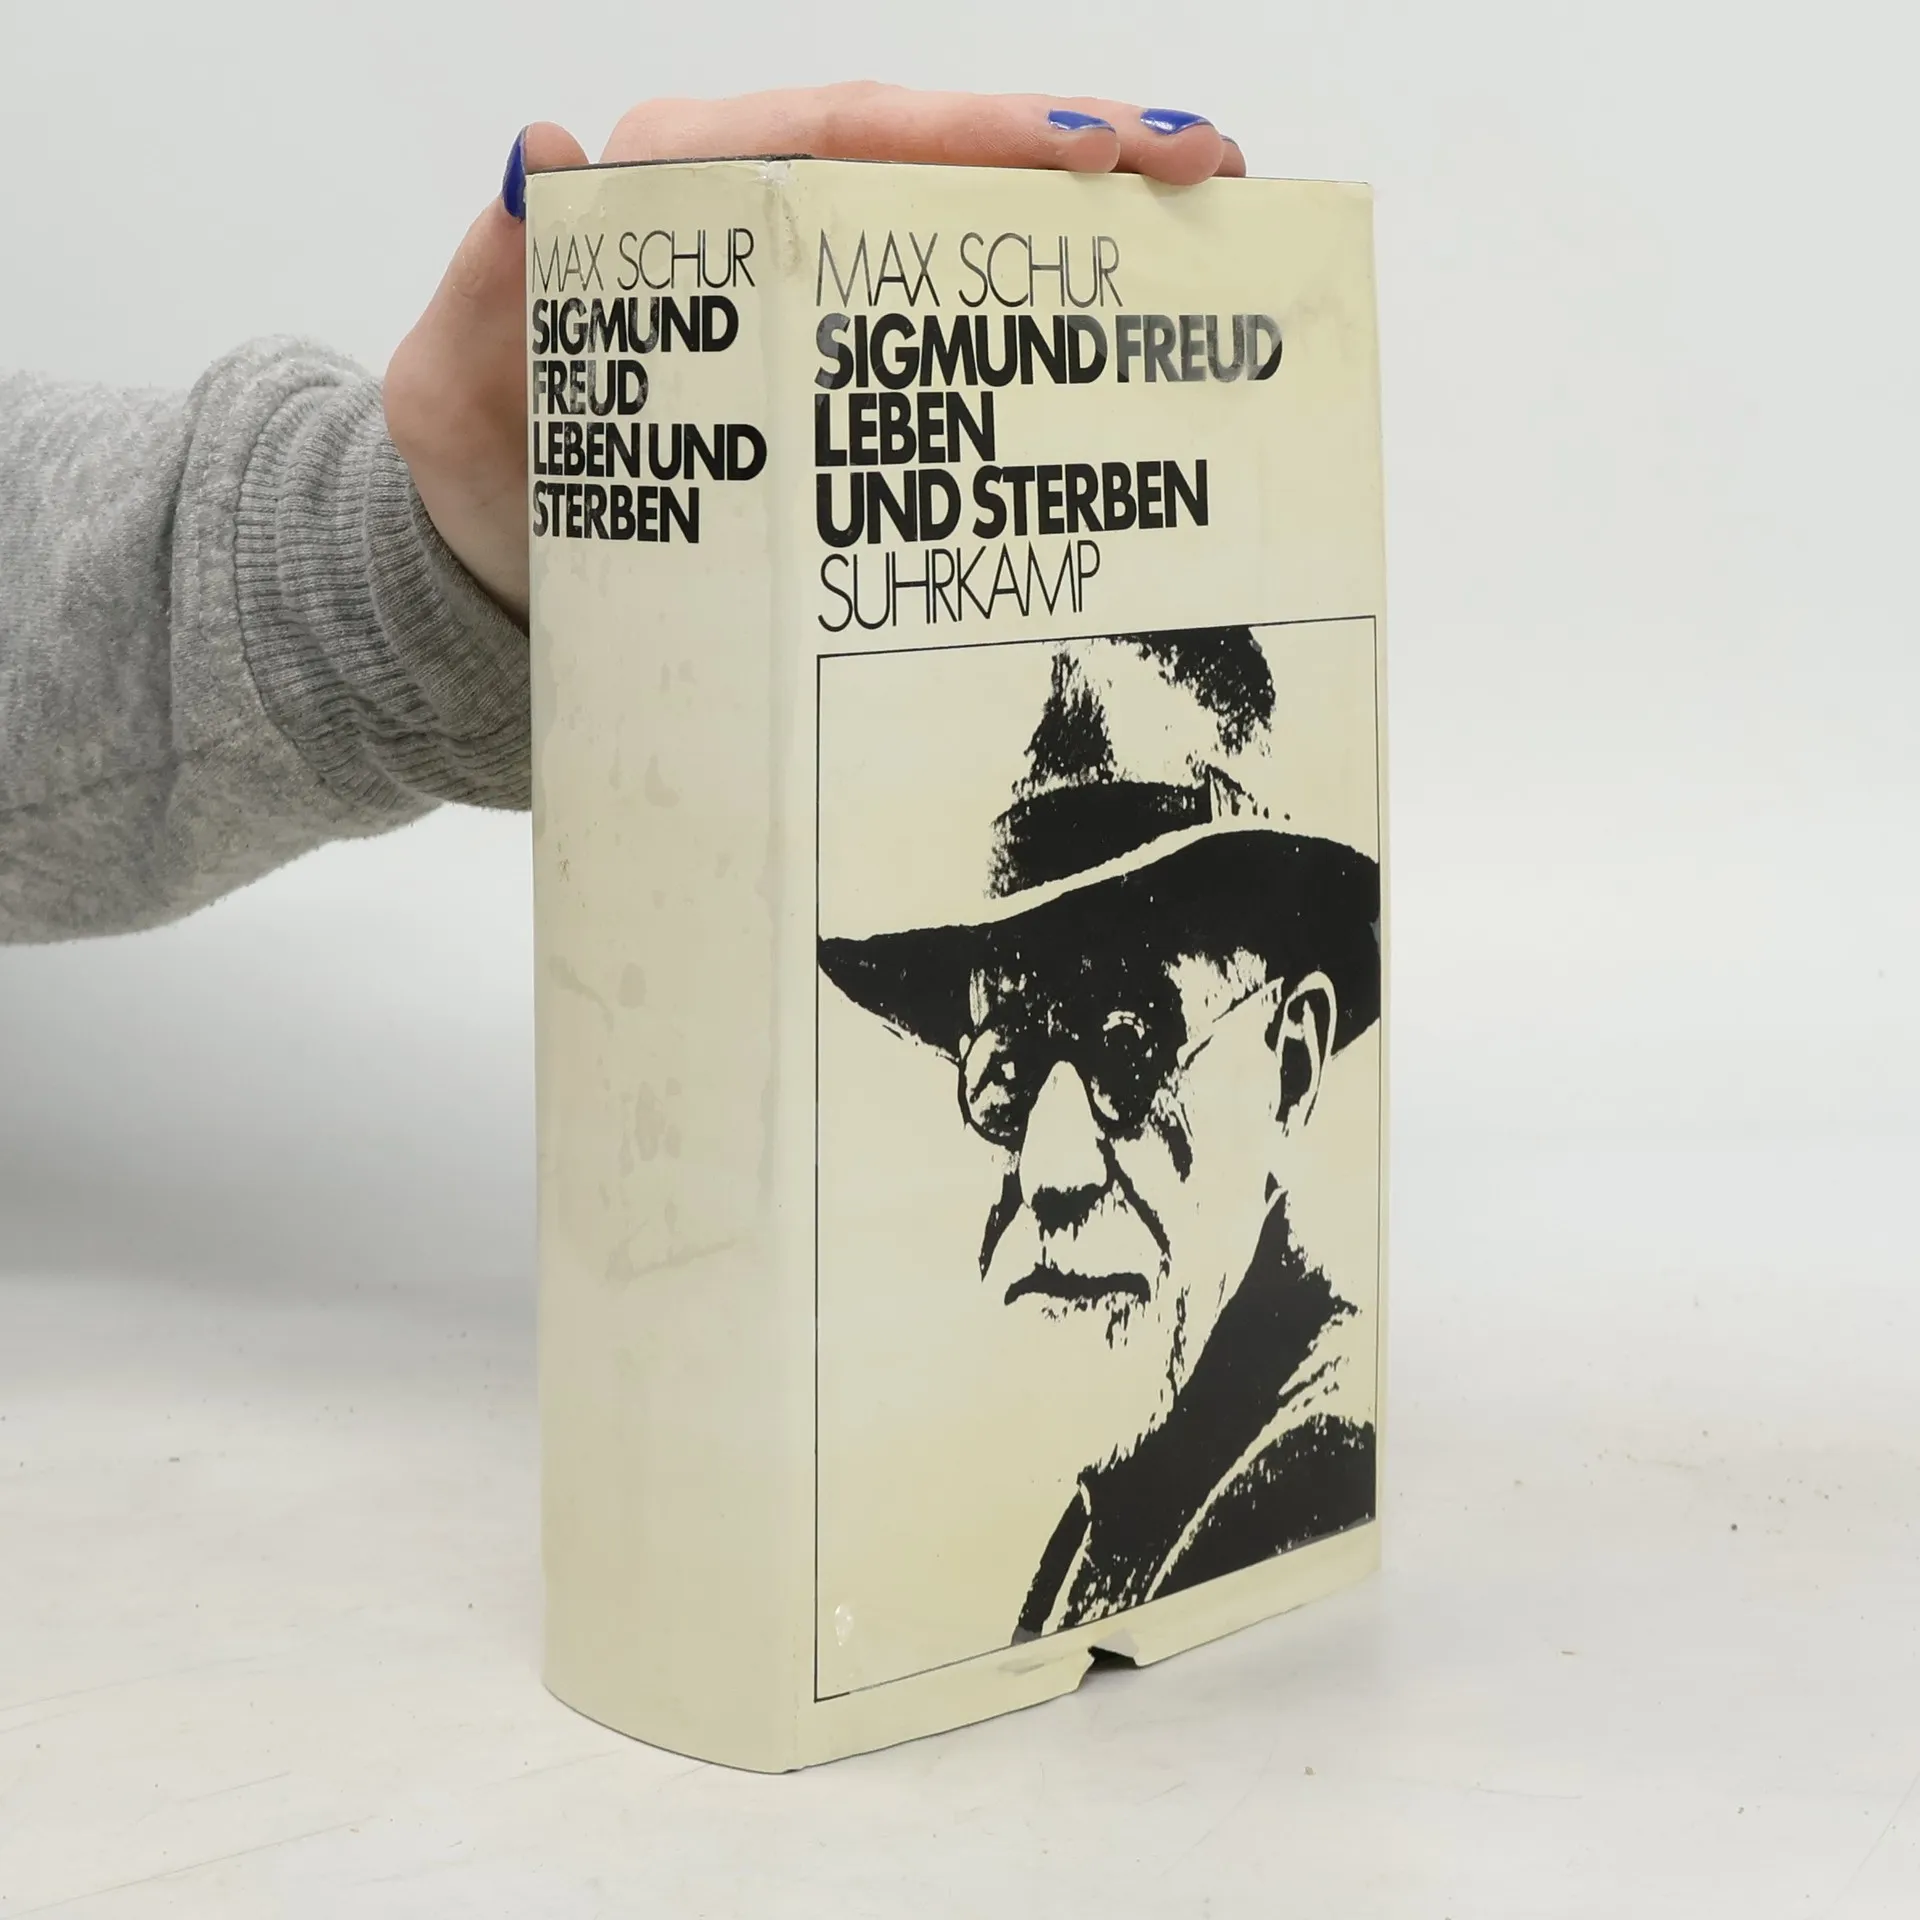 MAX SCHUR
SIGMUND
FREUD
LEBEN UND
STERBEN
MAX SCHUR
SIGMUND FREUD
LEBEN
UND STERBEN
SUHRKAMP